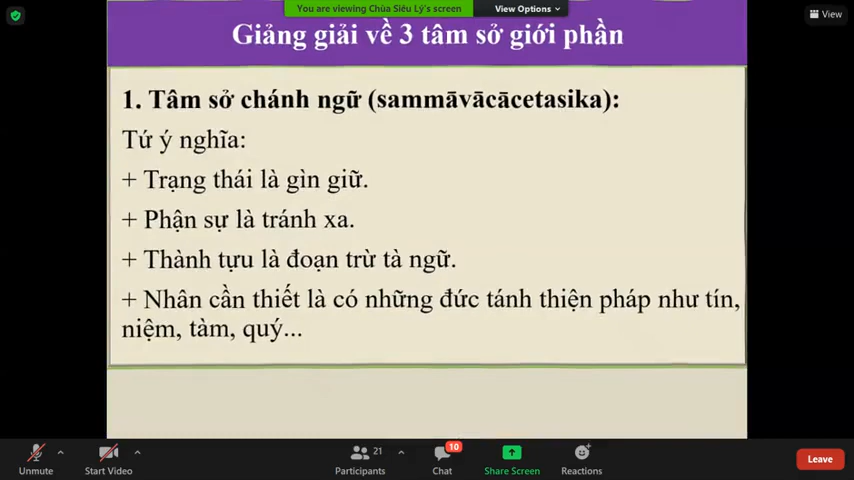 You are viewing Chùa Siêu Lý's screen
View Options
View
Giảng giải về 3 tâm sở giới phần
1. Tâm sở chánh ngữ (sammāvācācetasika):
Tứ ý nghĩa:
+ Trạng thái là gìn giữ.
+ Phận sự là tránh xa.
+ Thành tựu là đoạn trừ tà ngữ.
+ Nhân cần thiết là có những đức tánh thiện pháp như tín,
niệm, tàm, quý...
Unmute
Start Video
Participants
21
Chat
10
Share Screen
Reactions
Leave